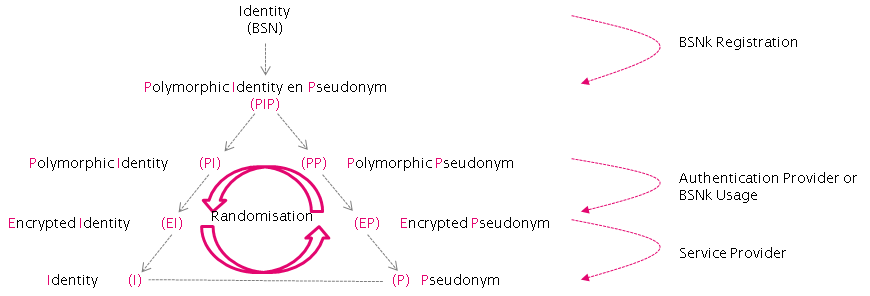 Identity
(BSN)
BSNk Registration
Polymorphic Identity en Pseudonym
(PIP)
Polymorphic Identity (PI) (PP) Polymorphic Pseudonym
Authentication Provider or
BSNk Usage
Encrypted Identity (EI) Randomisation (EP) Encrypted Pseudonym
Service Provider
Identity (I) (P) Pseudonym